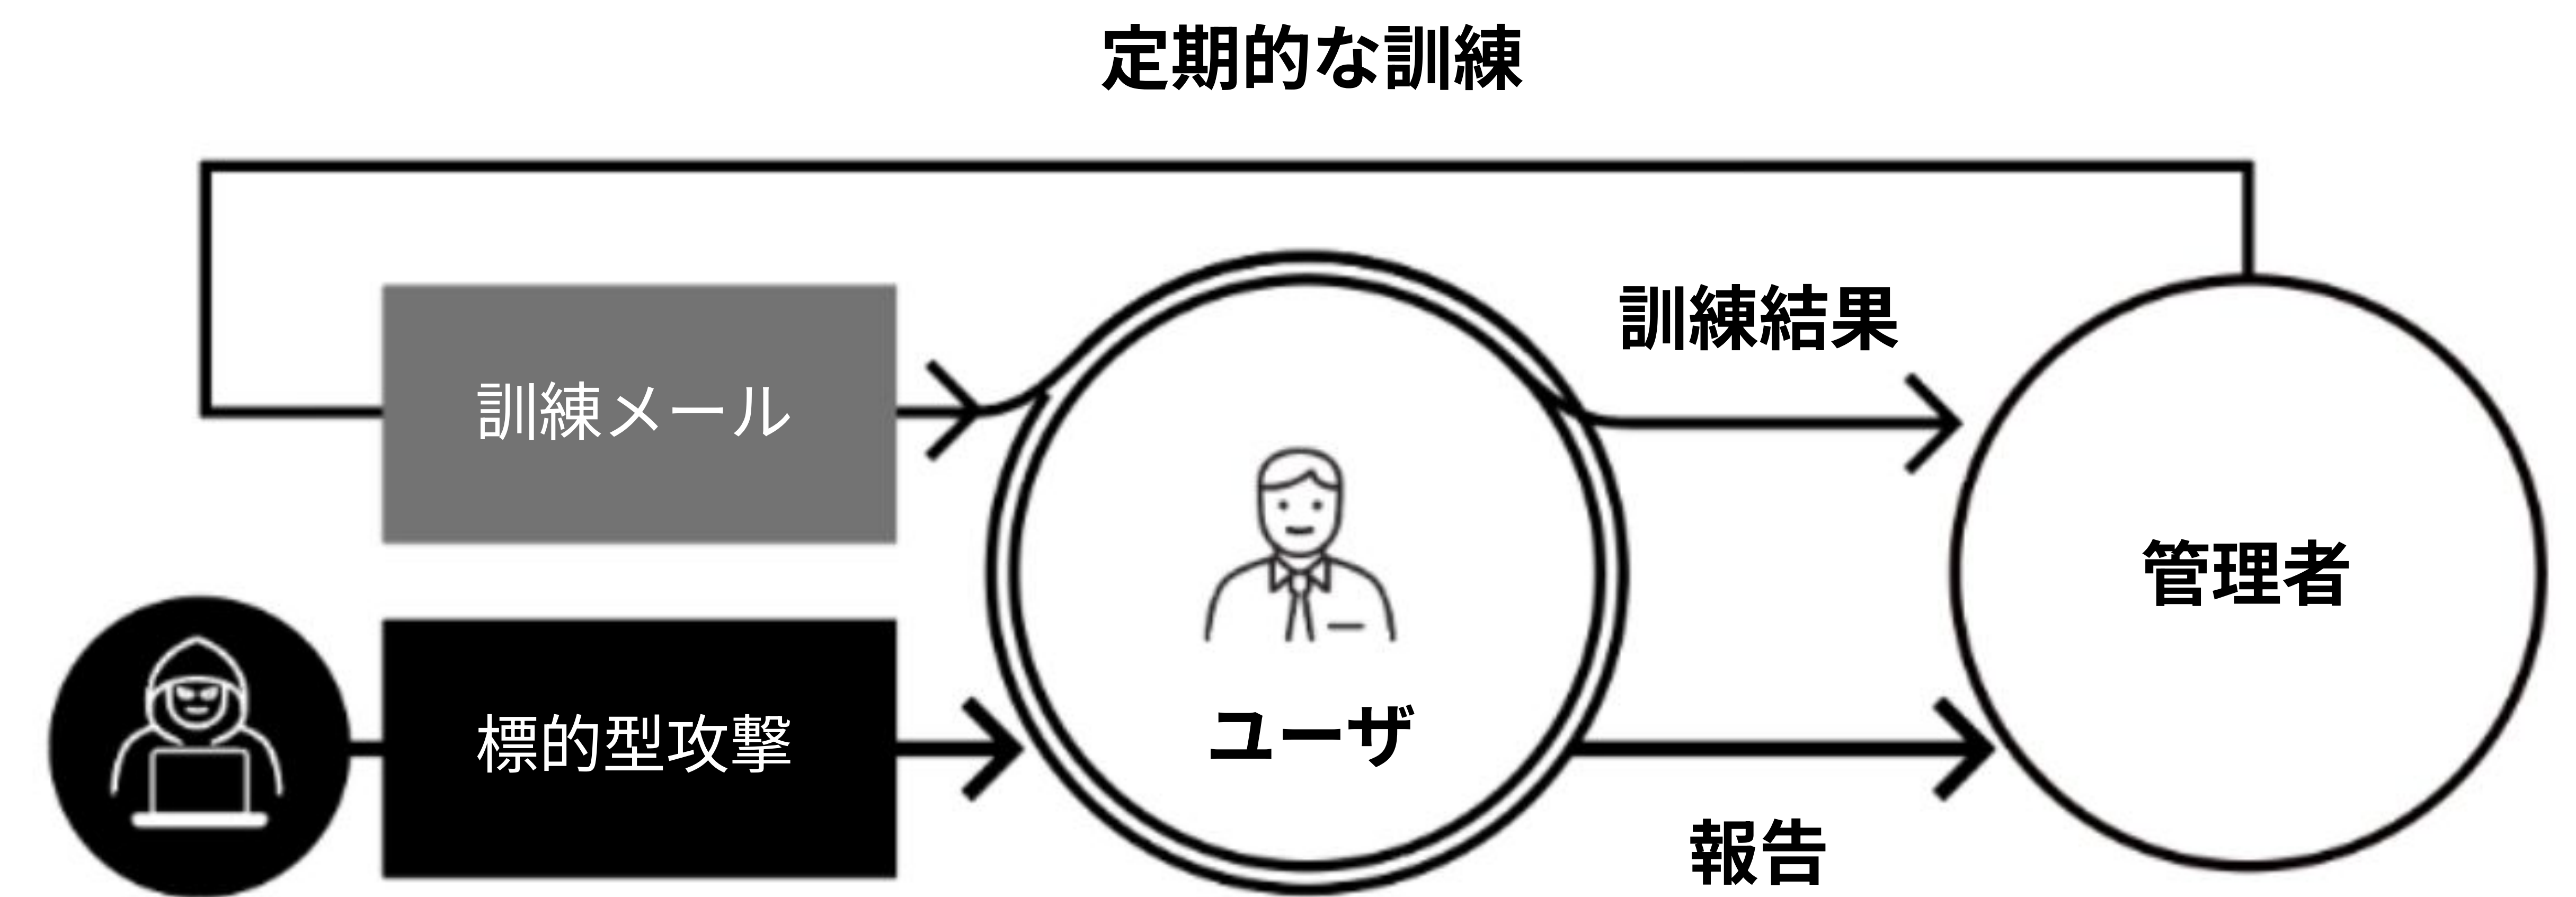 定期的な訓練
訓練結果
訓練メール
管理者
標的型攻撃
ユーザ
報告